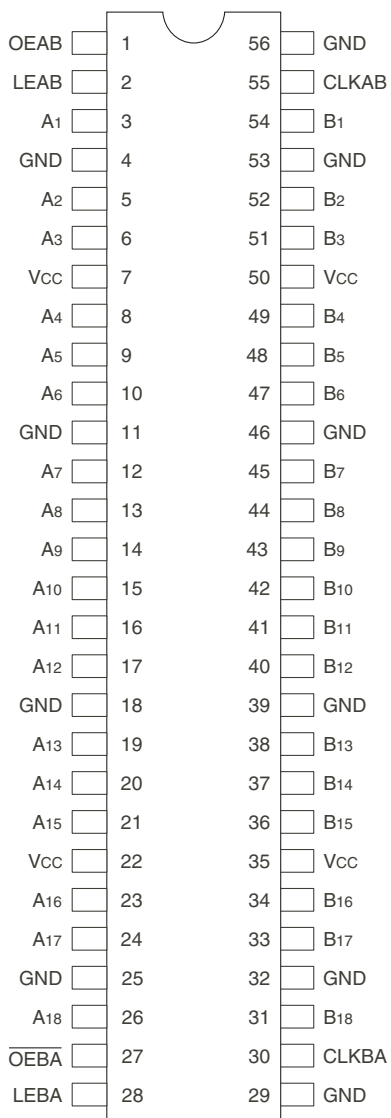 OEAB 1 56 GND
LEAB 2 55 CLKAB
A1 3 54 B1
GND 4 53 GND
A2 5 52 B2
A3 6 51 B3
VCC 7 50 VCC
A4 8 49 B4
A5 9 48 B5
A6 10 47 B6
GND 11 46 GND
A7 12 45 B7
A8 13 44 B8
A9 14 43 B9
A10 15 42 B10
A11 16 41 B11
A12 17 40 B12
GND 18 39 GND
A13 19 38 B13
A14 20 37 B14
A15 21 36 B15
VCC 22 35 VCC
A16 23 34 B16
A17 24 33 B17
GND 25 32 GND
A18 26 31 B18
O̅E̅B̅A̅ 27 30 CLKBA
LEBA 28 29 GND